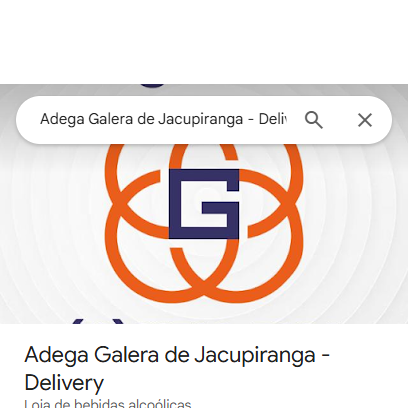 Adega Galera de Jacupiranga - Deliv
G
Adega Galera de Jacupiranga -
Delivery
Loja de bebidas alcoólicas